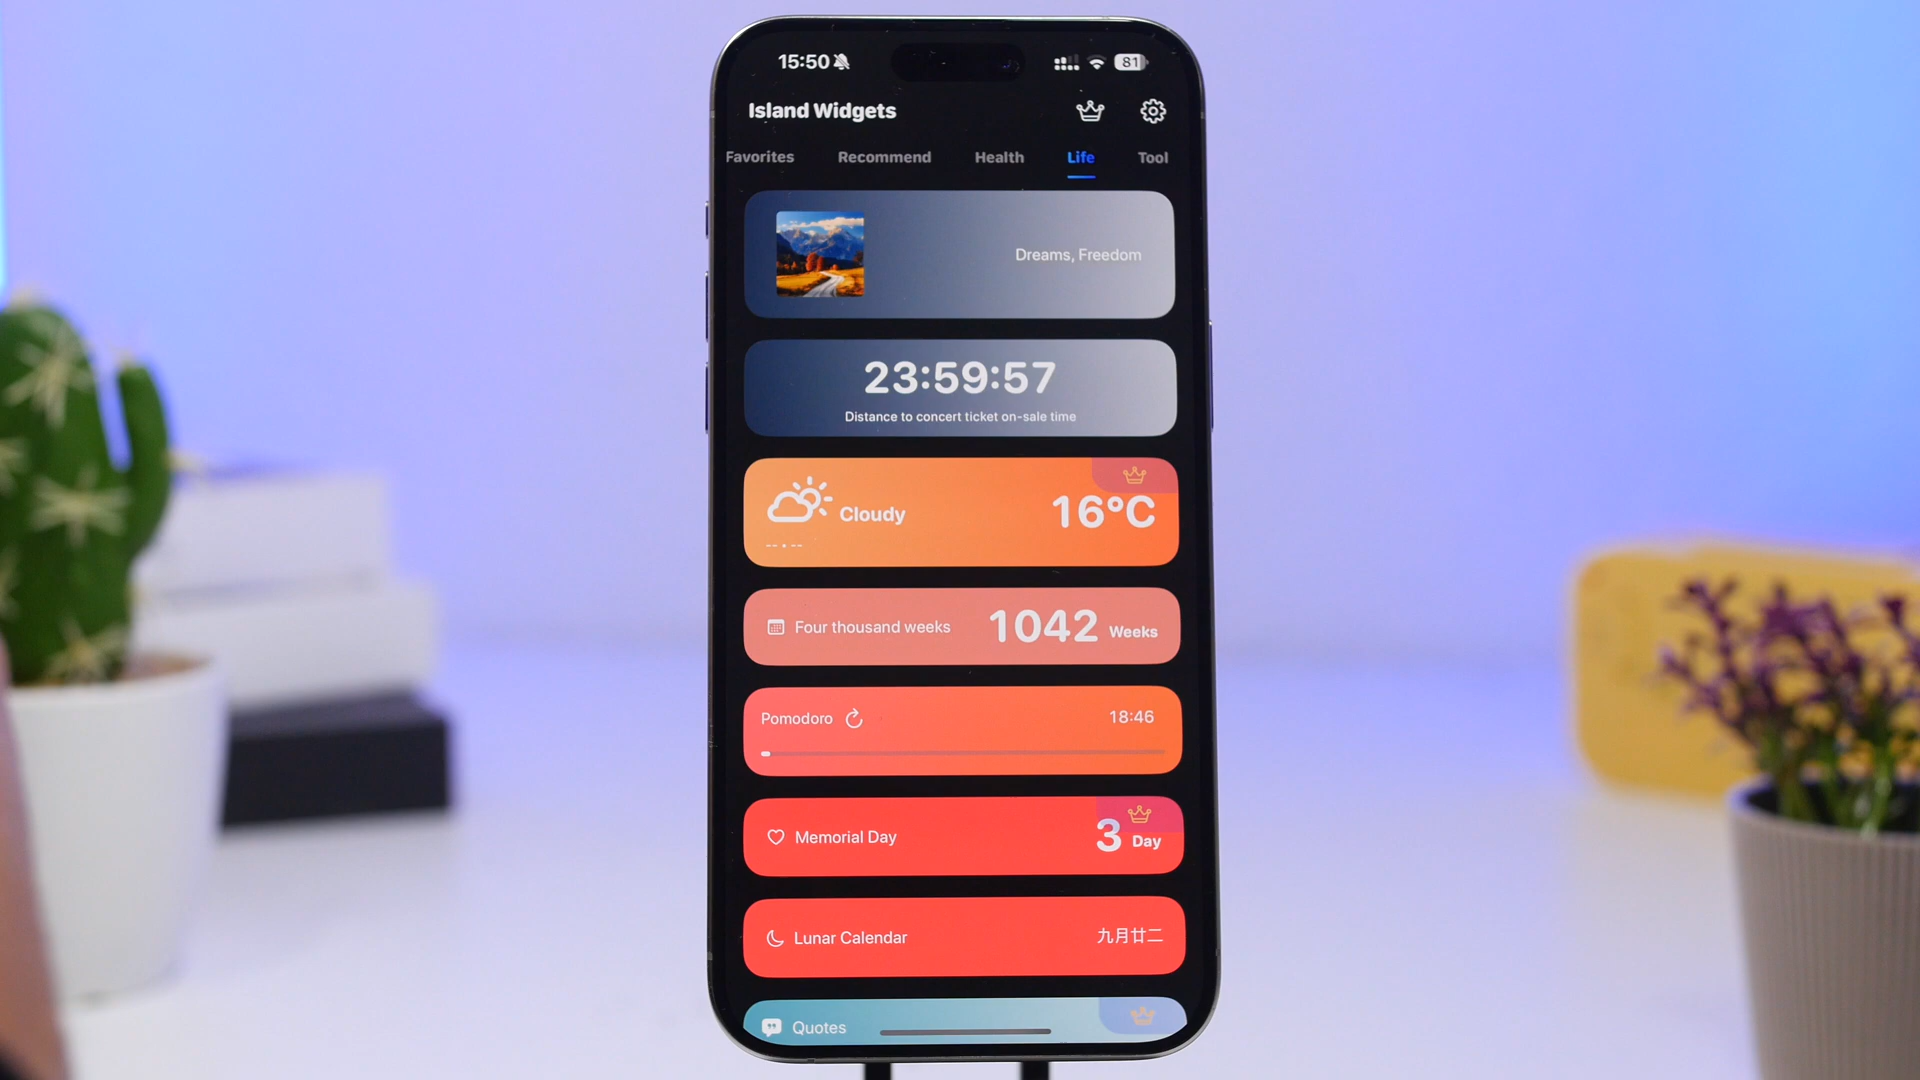 15:50 81
Island Widgets
Favorites Recommend Health Life Tool
Dreams, Freedom
23:59:57
Distance to concert ticket on-sale time
Cloudy 16°C
-- · --
Four thousand weeks 1042 Weeks
Pomodoro 18:46
Memorial Day 3 Day
Lunar Calendar 九月廿二
Quotes